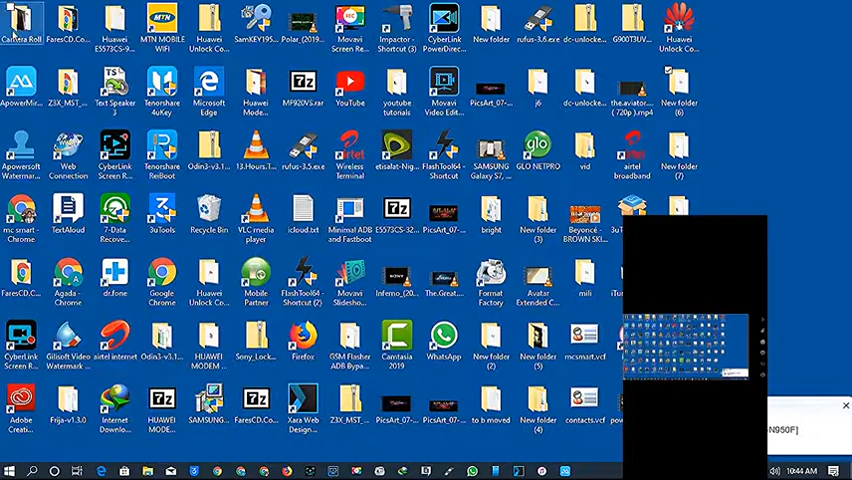 Camera Roll
FaresCD.Co...
Huawei
E5573CS-9...
MTN MOBILE
WIFI
Huawei
Unlock Co...
SamKEY195...
Polar_(2019...
Movavi
Screen Re...
Impactor -
Shortcut (3)
CyberLink
PowerDirec...
New folder
rufus-3.6.exe
dc-unlocke...
G900T3UV...
Huawei
Unlock Co...
ApowerMir...
Z3X_MST_...
Text Speaker
3
Tenorshare
4uKey
Microsoft
Edge
Huawei
Mode...
MF920VS.rar
YouTube
youtube
tutorials
Movavi
Video Edit...
PicsArt_07-...
j6
dc-unlocke...
the.aviator....
( 720p ).mp4
New folder
(6)
Apowersoft
Watermar...
Web
Connection
CyberLink
Screen Re...
Tenorshare
ReiBoot
Odin3-v3.1...
13.Hours.T...
rufus-3.5.exe
Wireless
Terminal
etisalat-Nig...
FlashTool64 -
Shortcut
SAMSUNG
Galaxy S7, ...
GLO NETPRO
vid
airtel
broadband
New folder
(7)
mc smart -
Chrome
TextAloud
7-Data
Recove...
3uTools
Recycle Bin
VLC media
player
icloud.txt
Minimal ADB
and Fastboot
E5573CS-32...
PicsArt_07-...
bright
New folder
(3)
Beyoncé -
BROWN SKI...
FaresCD.C...
Agada -
Chrome
dr.fone
Google
Chrome
Huawei
Unlock Co...
Mobile
Partner
FlashTool64 -
Shortcut (2)
Movavi
Slidesho...
Inferno_(20...
The.Great....
Format
Factory
Avatar
Extended C...
mili
CyberLink
Screen Re...
Gilisoft Video
Watermark ...
airtel internet
Odin3-v3.1...
HUAWEI
MODEM ...
Sony_Lock...
Firefox
GSM Flasher
ADB Bypa...
Camtasia
2019
WhatsApp
New folder
(2)
New folder
(5)
mcsmart.vcf
Adobe
Creati...
Frija-v1.3.0
Internet
Downlo...
HUAWEI
MODE...
SAMSUNG...
FaresCD.Co...
Xara Web
Design...
Z3X_MST_...
PicsArt_07-...
PicsArt_07-...
to b moved
New folder
(4)
contacts.vcf
N950F]
10:44 AM